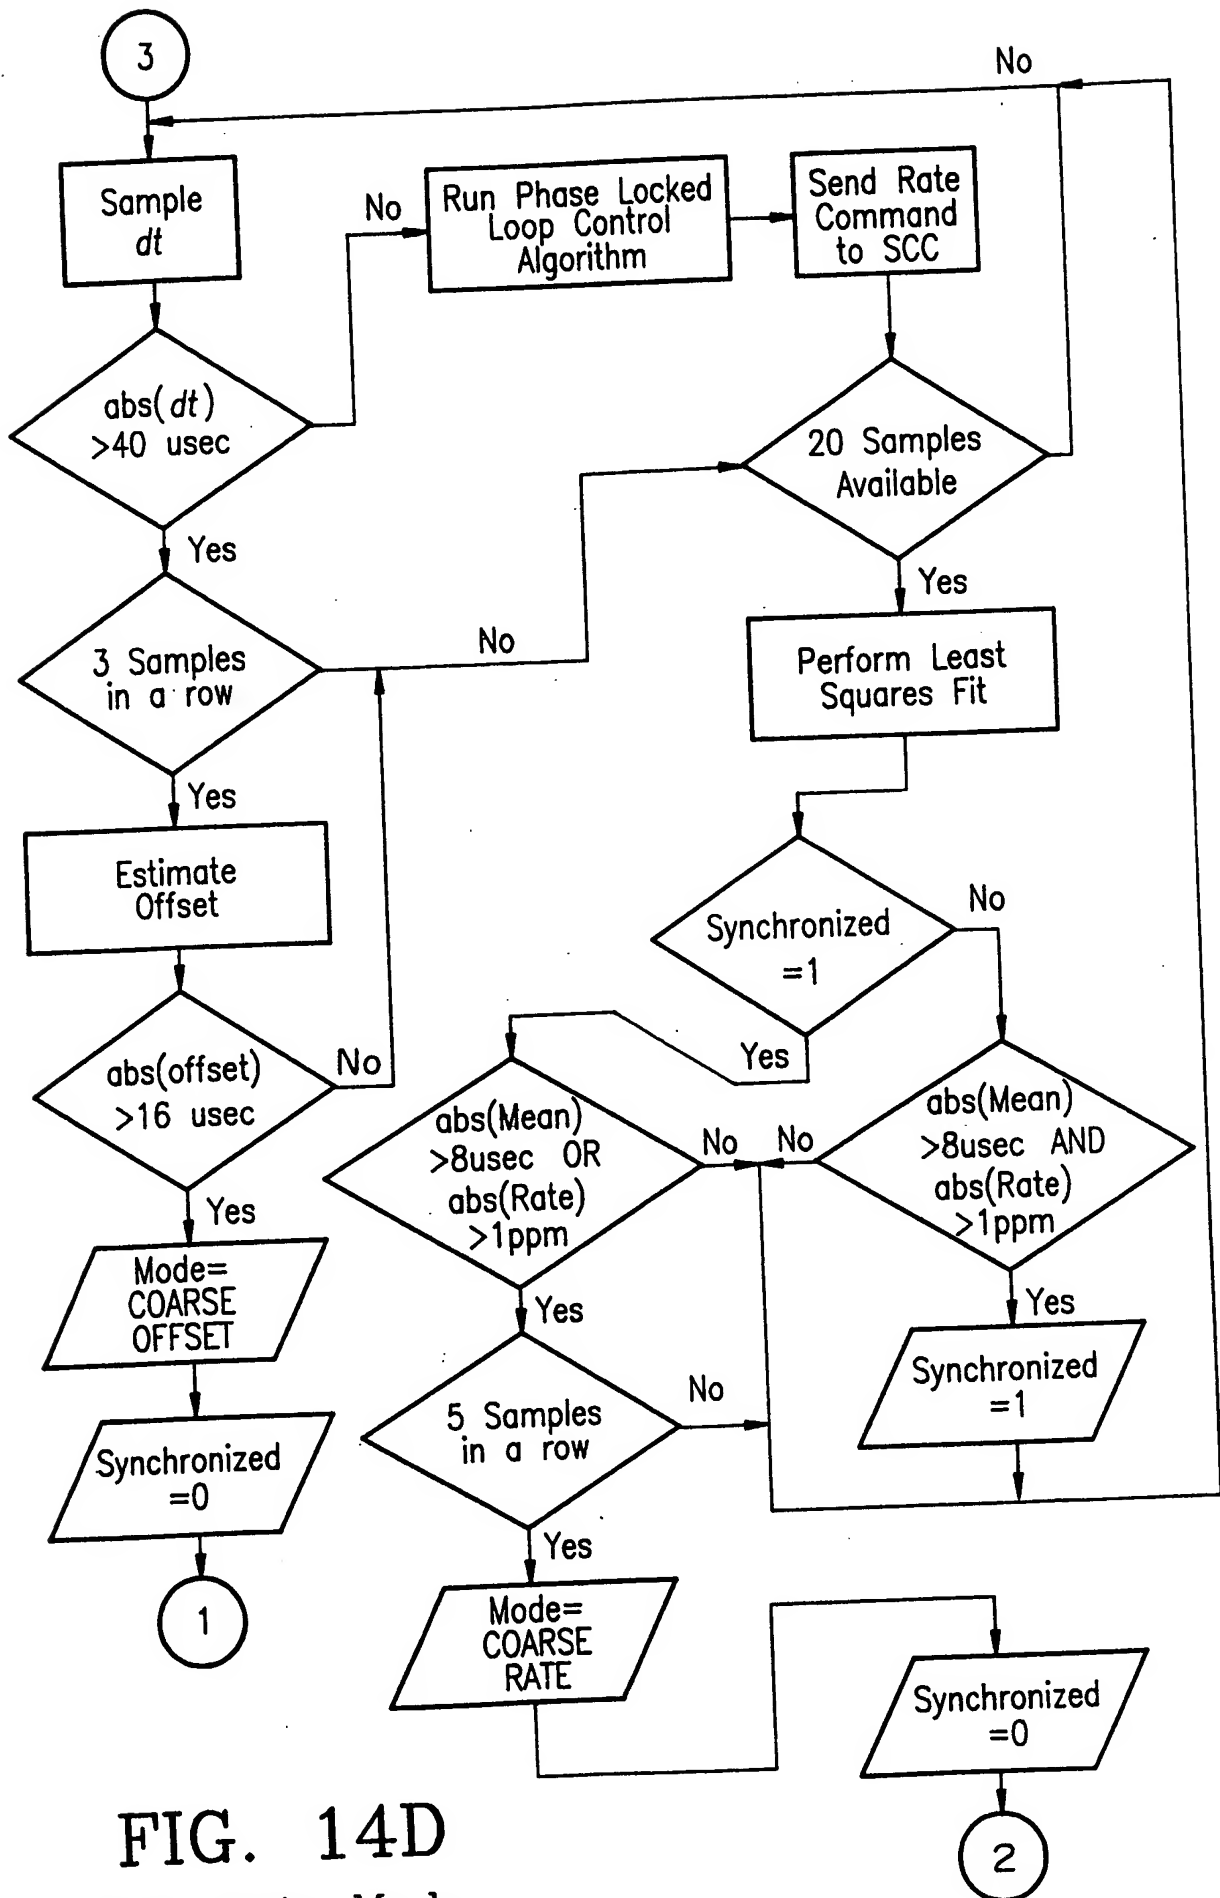 3
No
Sample
dt
No
Run Phase Locked
Loop Control
Algorithm
Send Rate
Command
to SCC
abs(dt)
>40 usec
20 Samples
Available
Yes
Yes
3 Samples
in a row
No
Perform Least
Squares Fit
Yes
Estimate
Offset
Synchronized
=1
No
abs(offset)
>16 usec
No
Yes
abs(Mean)
>8usec OR
abs(Rate)
>1ppm
No
No
abs(Mean)
>8usec AND
abs(Rate)
>1ppm
Yes
Mode=
COARSE
OFFSET
Yes
Yes
Synchronized
=1
5 Samples
in a row
No
Synchronized
=0
Yes
1
Mode=
COARSE
RATE
Synchronized
=0
2
FIG. 14D